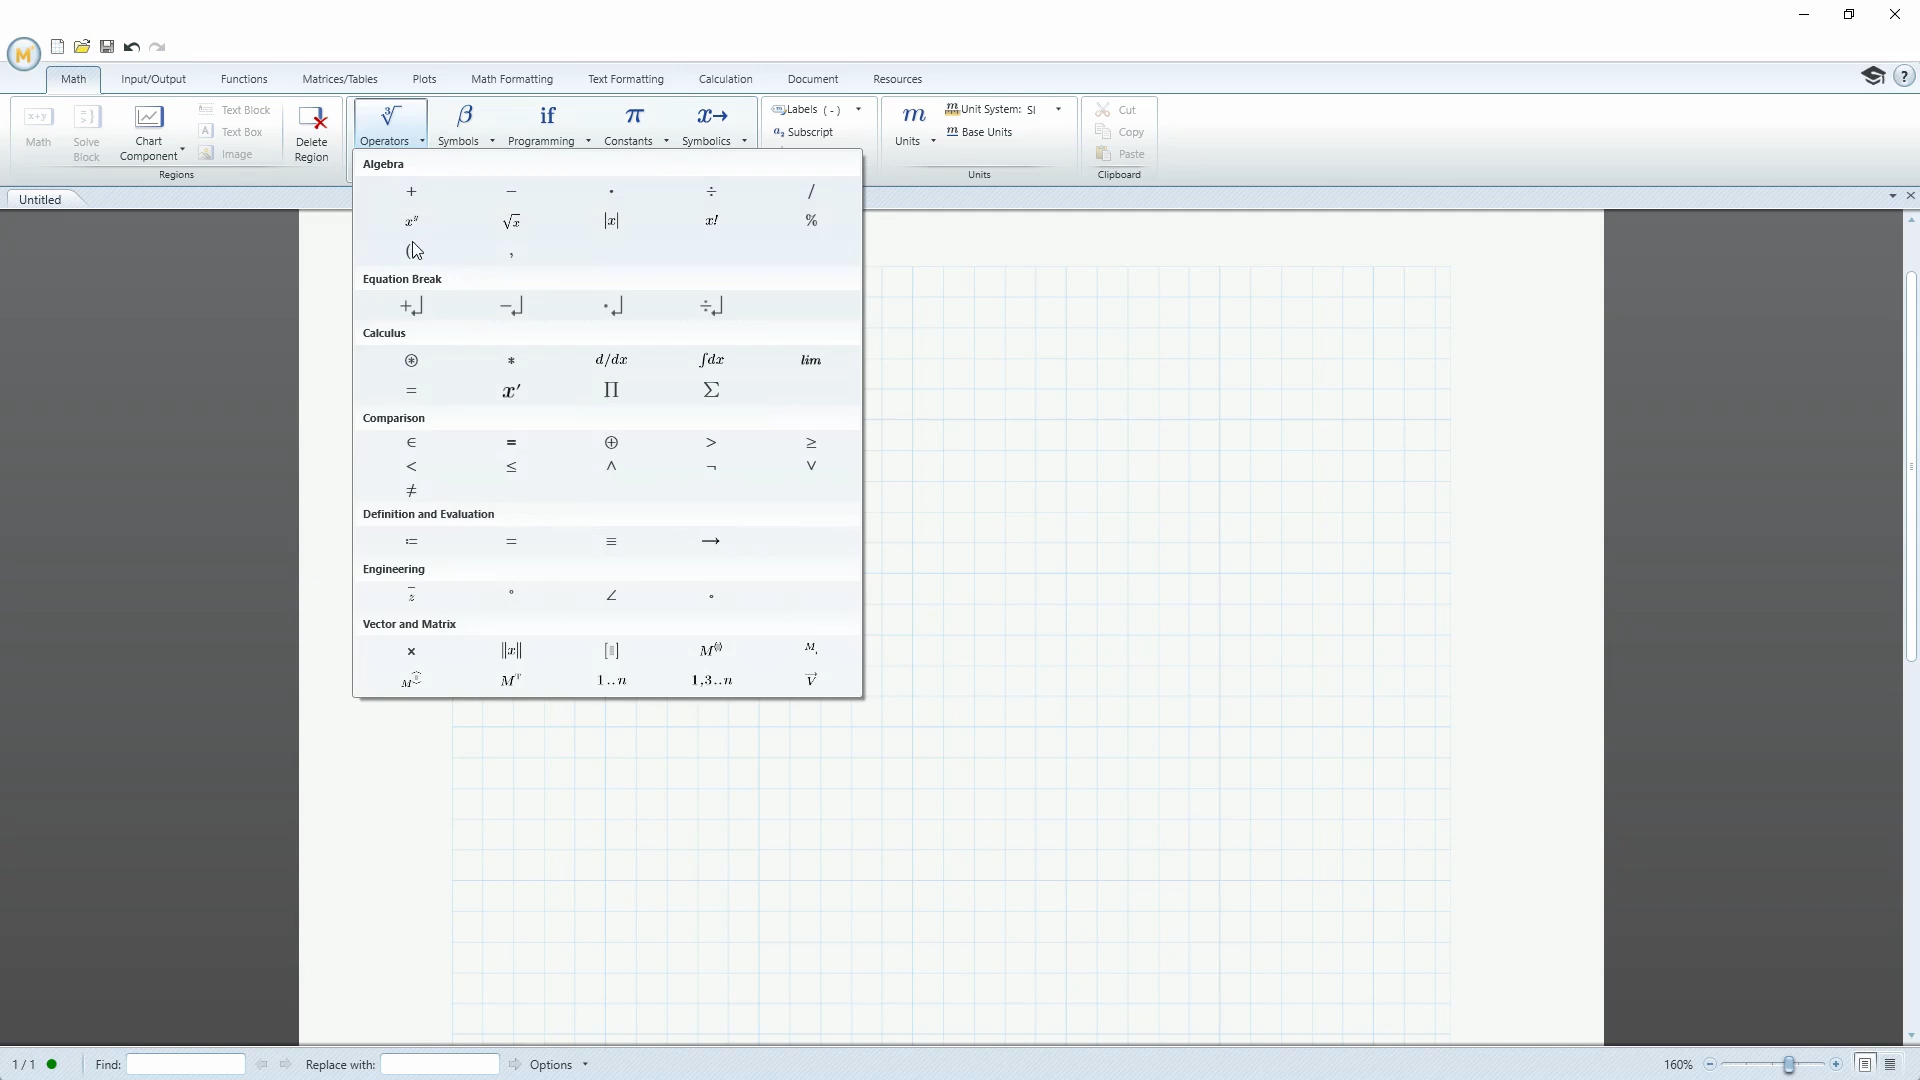 Math Input/Output Functions Matrices/Tables Plots Math Formatting Text Formatting Calculation Document Resources
Math
Solve Block
Chart Component
Text Block
Text Box
Image
Delete Region
Regions
Operators
Symbols
if
Programming
π
Constants
Symbolics
Labels (-)
Subscript
m
Units
Unit System: SI
Base Units
Units
Cut
Copy
Paste
Clipboard
Untitled
Algebra
+ − · ÷ /
xʸ √x |x| x! %
( ,
Equation Break
+↲ −↲ ·↲ ÷↲
Calculus
⊛ * d/dx ∫dx lim
= x′ ∏ ∑
Comparison
∈ = ⊕ > ≥
< ≤ ∧ ¬ ∨
≠
Definition and Evaluation
:= = ≡ →
Engineering
z̅ ° ∠ ∘
Vector and Matrix
× ||x|| [▯] M⟨⟩ M,
M Mᵀ 1..n 1,3..n V⃗
1 / 1 Find: Replace with: Options 160%